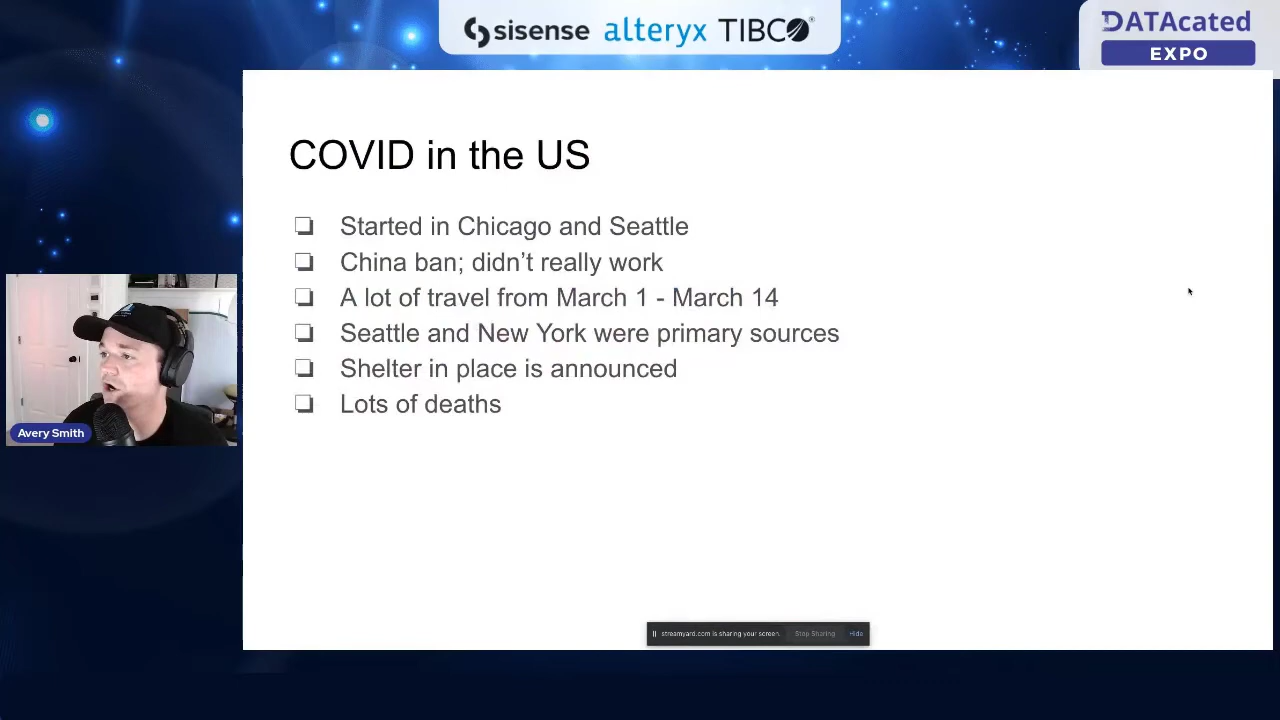 sisense alteryx TIBCO®
DATAcated
EXPO
COVID in the US
❏ Started in Chicago and Seattle
❏ China ban; didn’t really work
❏ A lot of travel from March 1 - March 14
❏ Seattle and New York were primary sources
❏ Shelter in place is announced
❏ Lots of deaths
Avery Smith
streamyard.com is sharing your screen. Stop Sharing Hide